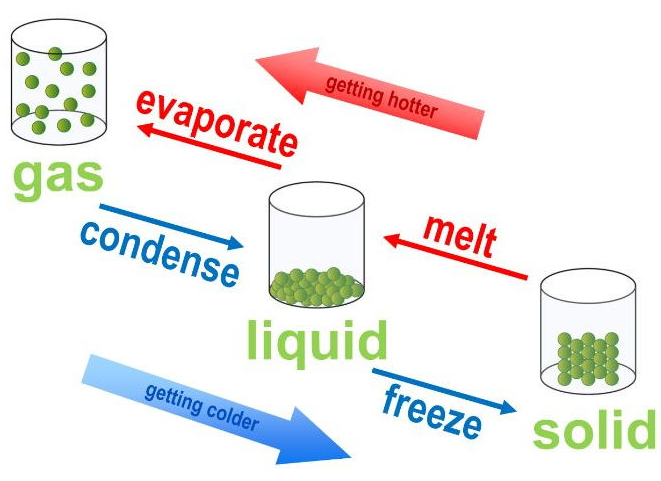 getting hotter
evaporate
gas
condense
melt
liquid
getting colder
freeze
solid